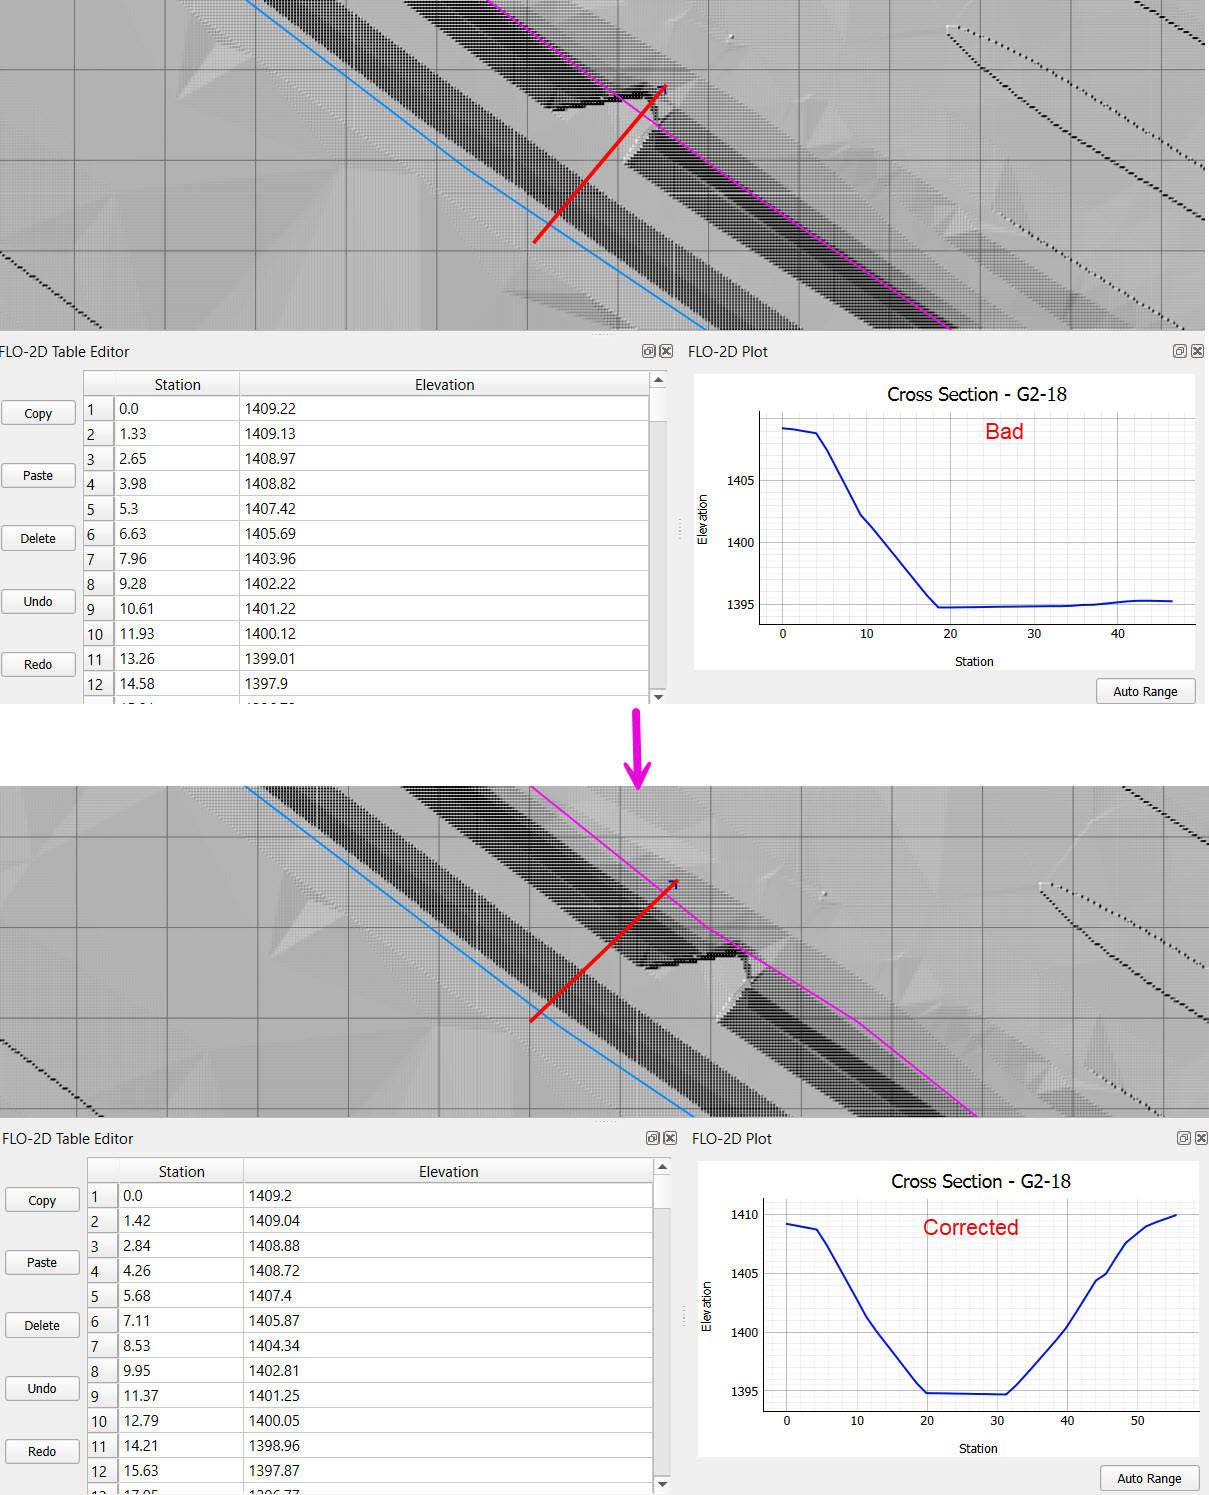 FLO-2D Table Editor
FLO-2D Plot
Station Elevation
Copy
Paste
Delete
Undo
Redo
1 0.0 1409.22
2 1.33 1409.13
3 2.65 1408.97
4 3.98 1408.82
5 5.3 1407.42
6 6.63 1405.69
7 7.96 1403.96
8 9.28 1402.22
9 10.61 1401.22
10 11.93 1400.12
11 13.26 1399.01
12 14.58 1397.9
Cross Section - G2-18
Bad
Elevation
1405
1400
1395
0 10 20 30 40
Station
Auto Range
FLO-2D Table Editor
FLO-2D Plot
Station Elevation
Copy
Paste
Delete
Undo
Redo
1 0.0 1409.2
2 1.42 1409.04
3 2.84 1408.88
4 4.26 1408.72
5 5.68 1407.4
6 7.11 1405.87
7 8.53 1404.34
8 9.95 1402.81
9 11.37 1401.25
10 12.79 1400.05
11 14.21 1398.96
12 15.63 1397.87
Cross Section - G2-18
Corrected
Elevation
1410
1405
1400
1395
0 10 20 30 40 50
Station
Auto Range